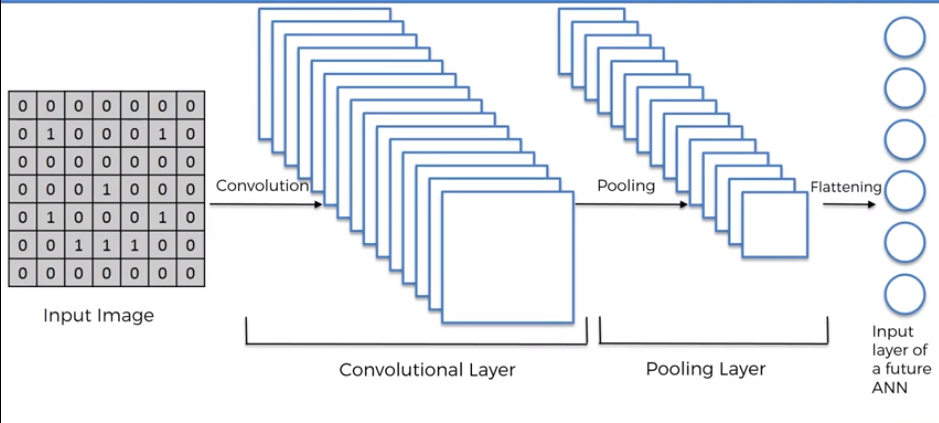 0 0 0 0 0 0 0
0 1 0 0 0 1 0
0 0 0 0 0 0 0
0 0 0 1 0 0 0
0 1 0 0 0 1 0
0 0 1 1 1 0 0
0 0 0 0 0 0 0
Input Image
Convolution
Convolutional Layer
Pooling
Pooling Layer
Flattening
Input
layer of
a future
ANN